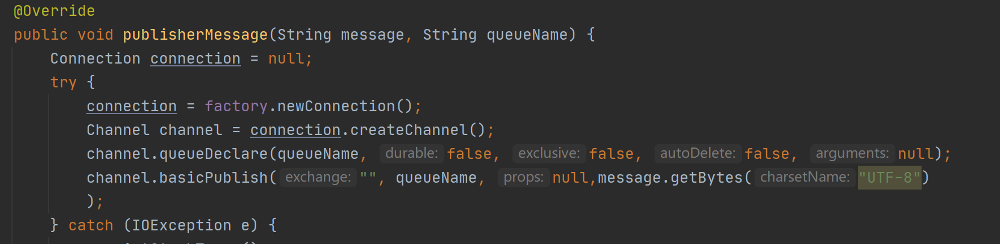 @Override
public void publisherMessage(String message, String queueName) {
Connection connection = null;
try {
connection = factory.newConnection();
Channel channel = connection.createChannel();
channel.queueDeclare(queueName, durable: false, exclusive: false, autoDelete: false, arguments: null);
channel.basicPublish( exchange: "", queueName, props: null,message.getBytes( charsetName: "UTF-8")
);
} catch (IOException e) {